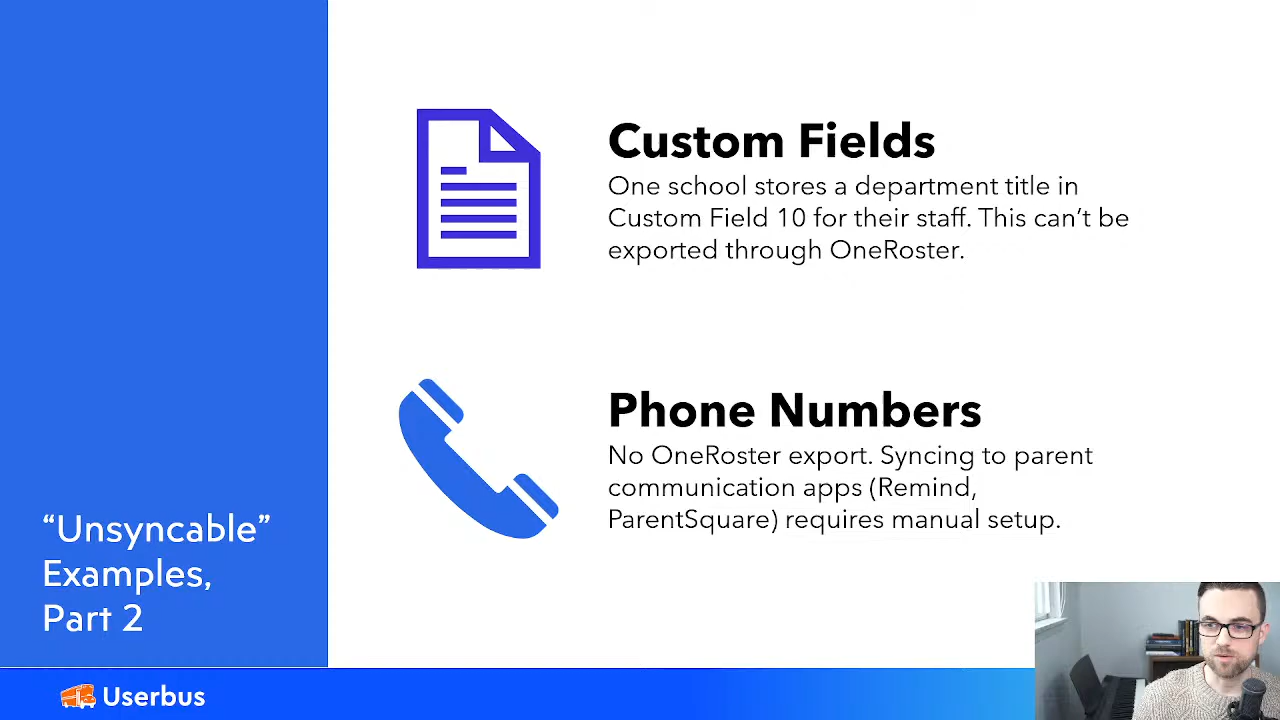 Custom Fields
One school stores a department title in
Custom Field 10 for their staff. This can’t be
exported through OneRoster.
Phone Numbers
No OneRoster export. Syncing to parent
communication apps (Remind,
ParentSquare) requires manual setup.
“Unsyncable”
Examples,
Part 2
Userbus